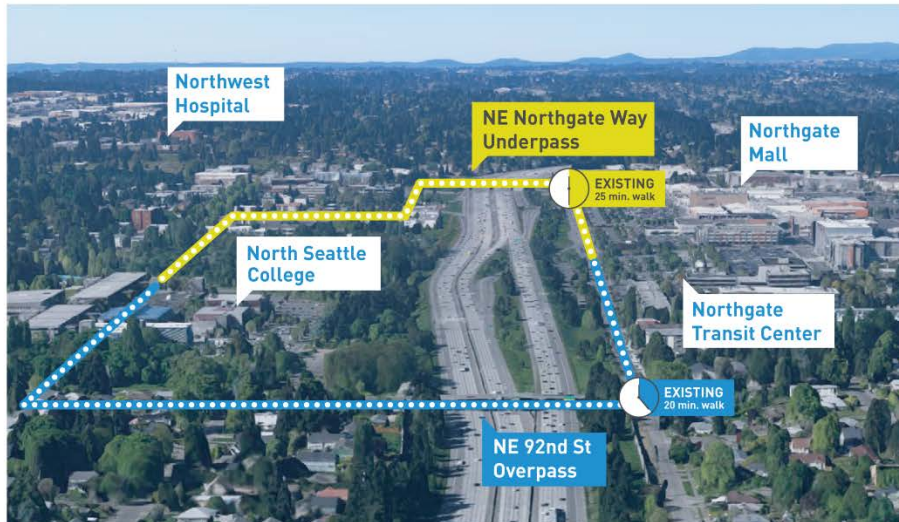 Northwest
Hospital
NE Northgate Way
Underpass
Northgate
Mall
EXISTING
25 min. walk
North Seattle
College
Northgate
Transit Center
EXISTING
20 min. walk
NE 92nd St
Overpass